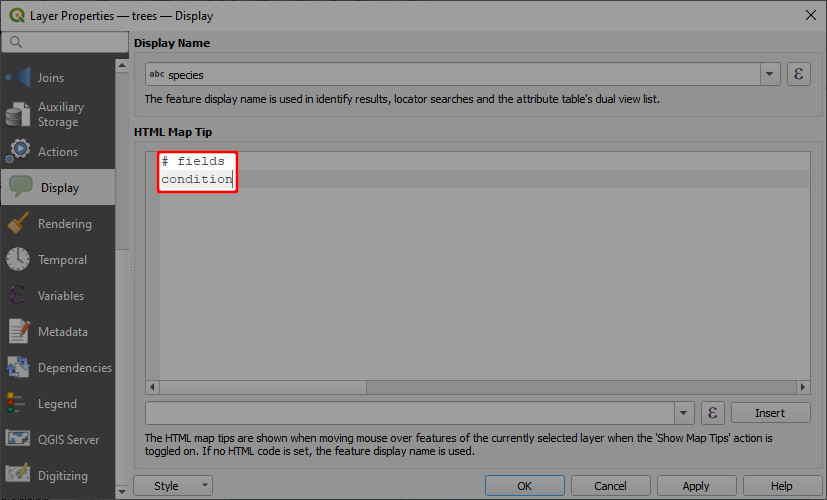 Layer Properties — trees — Display
Joins
Auxiliary
Storage
Actions
Display
Rendering
Temporal
Variables
Metadata
Dependencies
Legend
QGIS Server
Digitizing
Display Name
abc species
ε
The feature display name is used in identify results, locator searches and the attribute table's dual view list.
HTML Map Tip
# fields
condition
ε
Insert
The HTML map tips are shown when moving mouse over features of the currently selected layer when the 'Show Map Tips' action is
toggled on. If no HTML code is set, the feature display name is used.
Style
OK
Cancel
Apply
Help